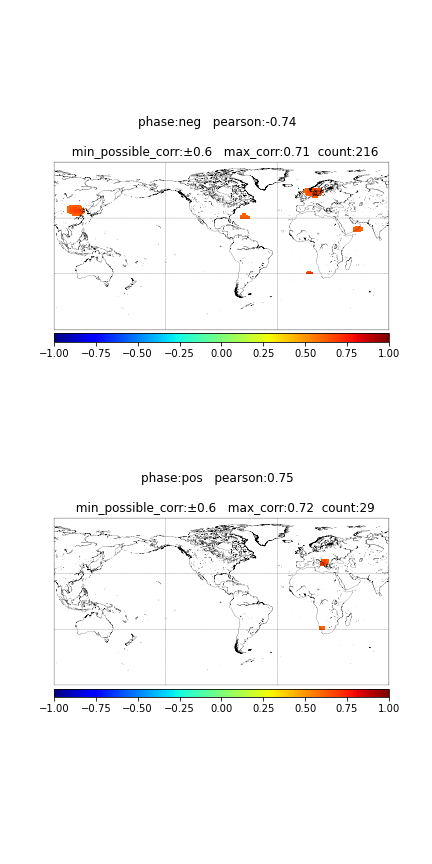 phase:neg   pearson:-0.74
min_possible_corr:±0.6   max_corr:0.71  count:216
−1.00 −0.75 −0.50 −0.25 0.00 0.25 0.50 0.75 1.00
phase:pos   pearson:0.75
min_possible_corr:±0.6   max_corr:0.72  count:29
−1.00 −0.75 −0.50 −0.25 0.00 0.25 0.50 0.75 1.00